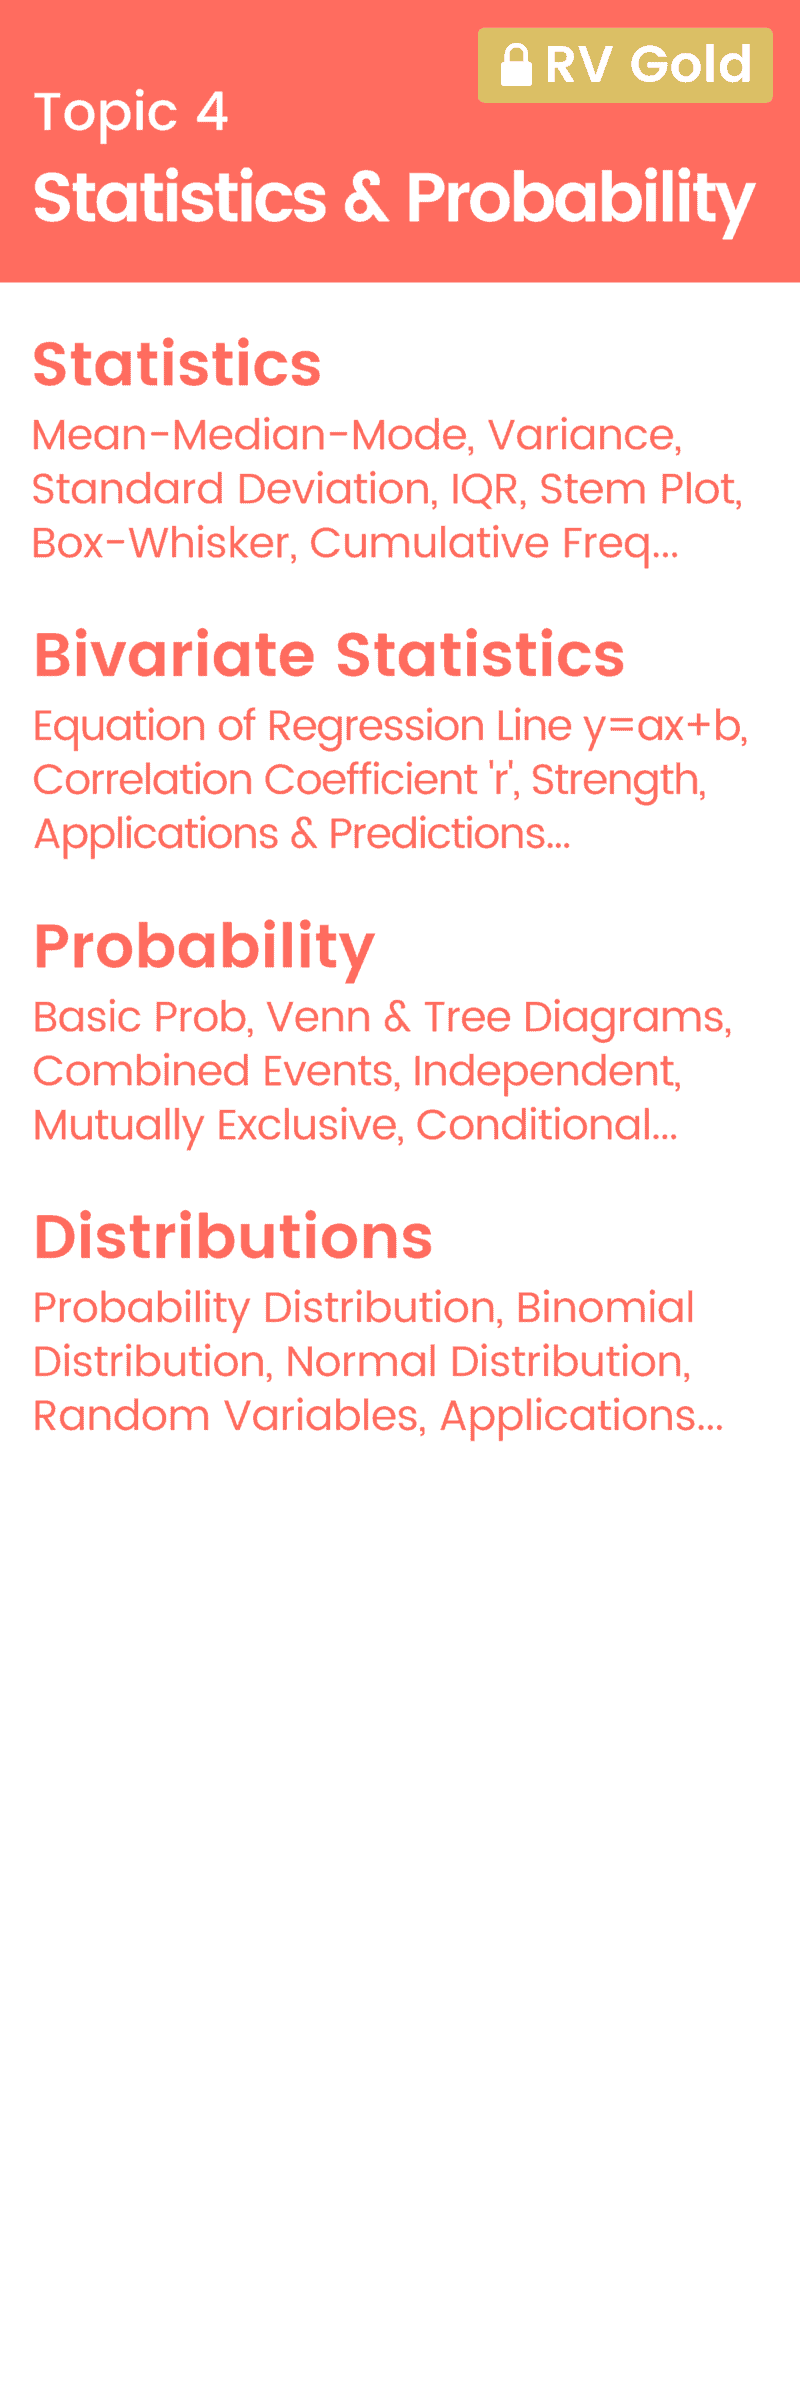 RV Gold
Topic 4
Statistics & Probability
Statistics
Mean-Median-Mode, Variance,
Standard Deviation, IQR, Stem Plot,
Box-Whisker, Cumulative Freq...
Bivariate Statistics
Equation of Regression Line y=ax+b,
Correlation Coefficient 'r', Strength,
Applications & Predictions...
Probability
Basic Prob, Venn & Tree Diagrams,
Combined Events, Independent,
Mutually Exclusive, Conditional...
Distributions
Probability Distribution, Binomial
Distribution, Normal Distribution,
Random Variables, Applications...